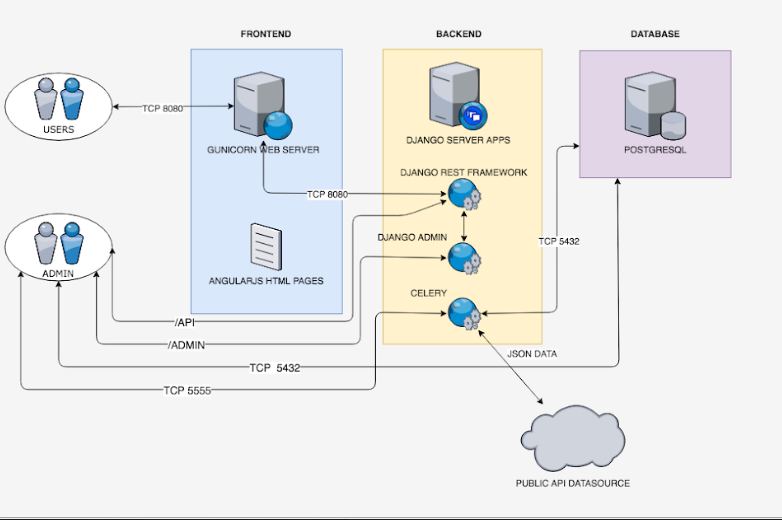 FRONTEND
BACKEND
DATABASE
USERS
TCP 8080
GUNICORN WEB SERVER
DJANGO SERVER APPS
POSTGRESQL
DJANGO REST FRAMEWORK
TCP 8080
DJANGO ADMIN
TCP 5432
ADMIN
ANGULARJS HTML PAGES
CELERY
/API
/ADMIN
JSON DATA
TCP 5432
TCP 5555
PUBLIC API DATASOURCE